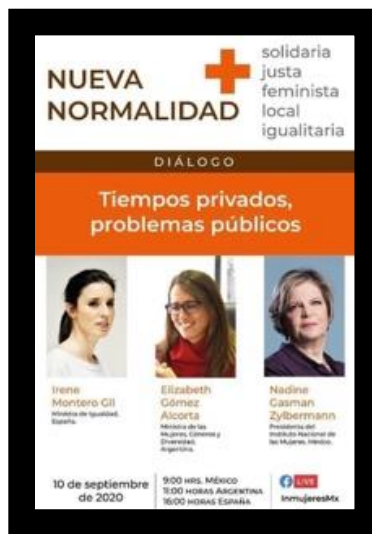 NUEVA
NORMALIDAD
solidaria
justa
feminista
local
igualitaria
DIÁLOGO
Tiempos privados,
problemas públicos
Irene
Montero Gil
Ministra de Igualdad.
España.
Elizabeth
Gómez
Alcorta
Ministra de las
Mujeres, Géneros y
Diversidad.
Argentina.
Nadine
Gasman
Zylbermann
Presidenta del
Instituto Nacional de
las Mujeres. México.
10 de septiembre
de 2020
9:00 HRS. MÉXICO
11:00 HORAS ARGENTINA
16:00 HORAS ESPAÑA
LIVE
InmujeresMx